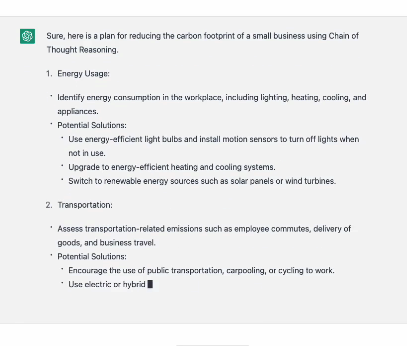 Sure, here is a plan for reducing the carbon footprint of a small business using Chain of
Thought Reasoning.
1. Energy Usage:
· Identify energy consumption in the workplace, including lighting, heating, cooling, and
appliances.
· Potential Solutions:
· Use energy-efficient light bulbs and install motion sensors to turn off lights when
not in use.
· Upgrade to energy-efficient heating and cooling systems.
· Switch to renewable energy sources such as solar panels or wind turbines.
2. Transportation:
· Assess transportation-related emissions such as employee commutes, delivery of
goods, and business travel.
· Potential Solutions:
· Encourage the use of public transportation, carpooling, or cycling to work.
· Use electric or hybrid